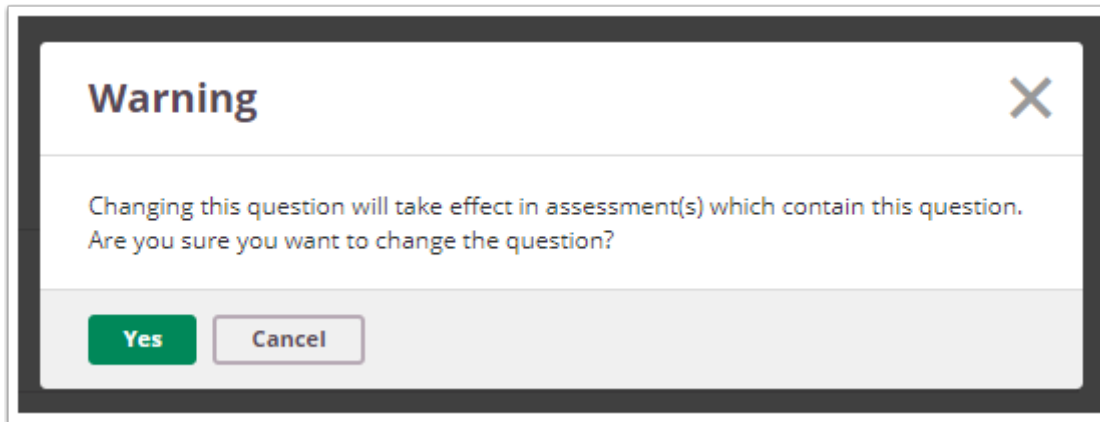 Warning
Changing this question will take effect in assessment(s) which contain this question.
Are you sure you want to change the question?
Yes
Cancel